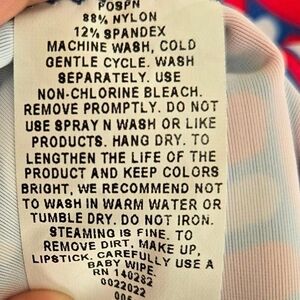 POSPN
88% NYLON
12% SPANDEX
MACHINE WASH, COLD
GENTLE CYCLE. WASH
SEPARATELY. USE
NON-CHLORINE BLEACH.
REMOVE PROMPTLY. DO NOT
USE SPRAY N WASH OR LIKE
PRODUCTS. HANG DRY. TO
LENGTHEN THE LIFE OF THE
PRODUCT AND KEEP COLORS
BRIGHT, WE RECOMMEND NOT
TO WASH IN WARM WATER OR
TUMBLE DRY. DO NOT IRON.
STEAMING IS FINE. TO
REMOVE DIRT, MAKE UP,
LIPSTICK. CAREFULLY USE A
BABY WIPE.
RN 140282
0022022